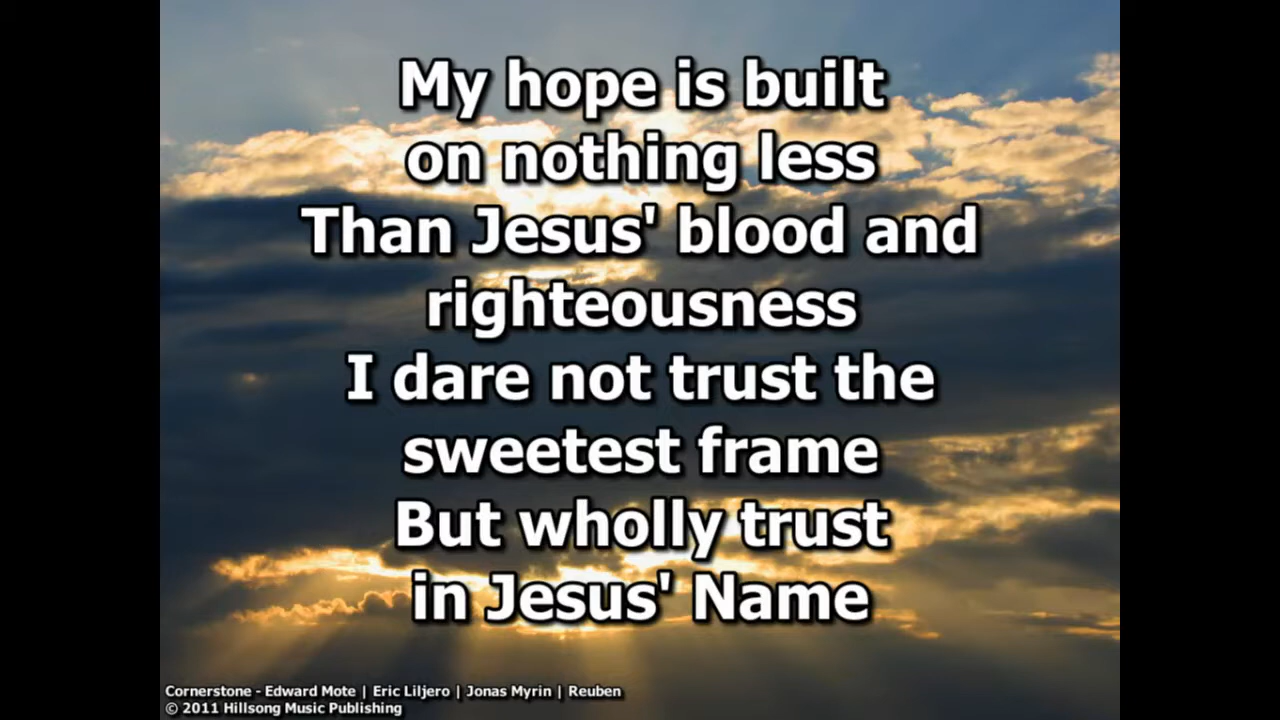 My hope is built
on nothing less
Than Jesus' blood and
righteousness
I dare not trust the
sweetest frame
But wholly trust
in Jesus' Name
Cornerstone - Edward Mote | Eric Liljero | Jonas Myrin | Reuben
© 2011 Hillsong Music Publishing